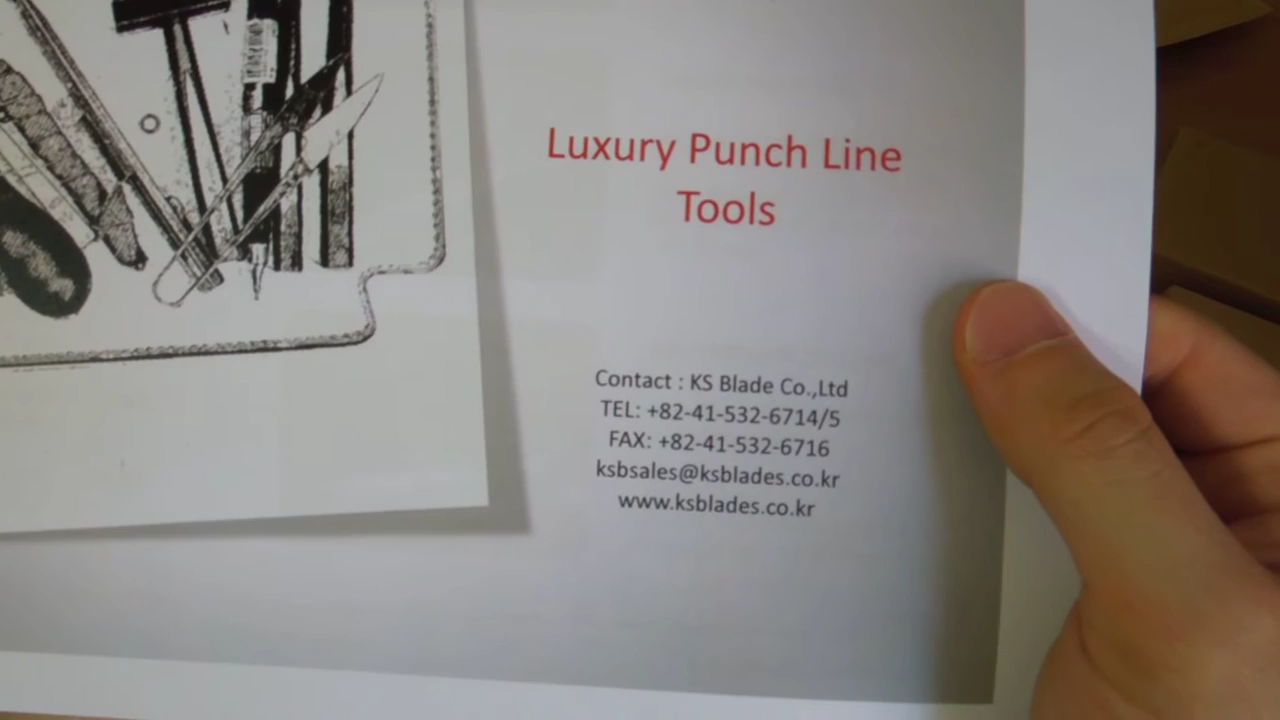 Luxury Punch Line
Tools
Contact : KS Blade Co.,Ltd
TEL: +82-41-532-6714/5
FAX: +82-41-532-6716
ksbsales@ksblades.co.kr
www.ksblades.co.kr